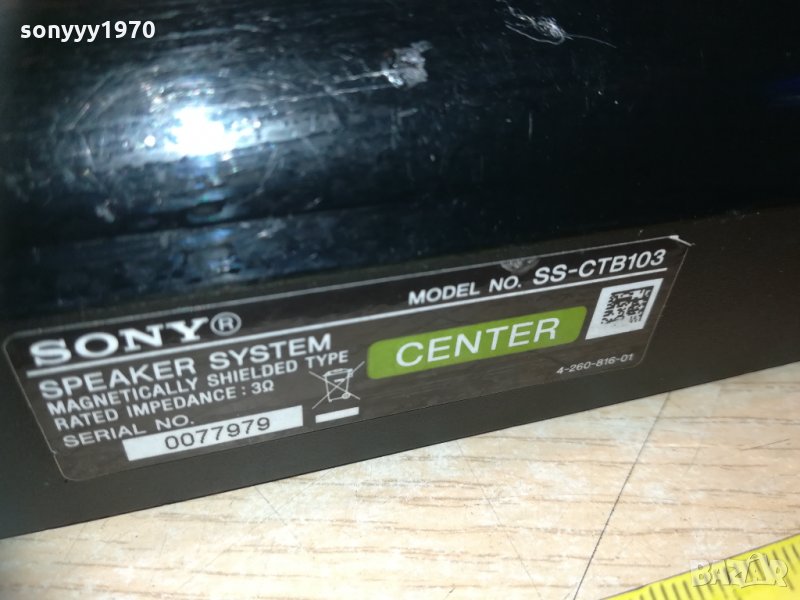 sonyyy1970
SONY®
MODEL NO. SS-CTB103
SPEAKER SYSTEM
MAGNETICALLY SHIELDED TYPE
RATED IMPEDANCE : 3Ω
SERIAL NO.
0077979
CENTER
4-260-816-01
BAZAR